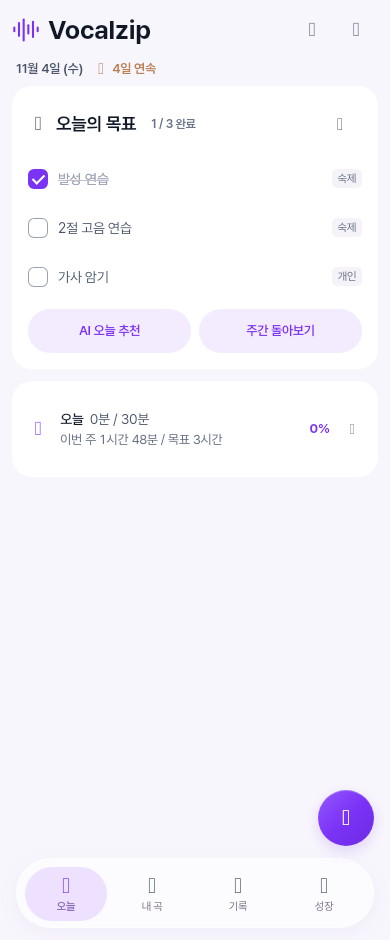 Vocalzip
11월 4일 (수) 4일 연속
오늘의 목표 1 / 3 완료
발성 연습 숙제
2절 고음 연습 숙제
가사 암기 개인
AI 오늘 추천 주간 돌아보기
오늘 0분 / 30분
이번 주 1시간 48분 / 목표 3시간
0%
오늘 내 곡 기록 성장